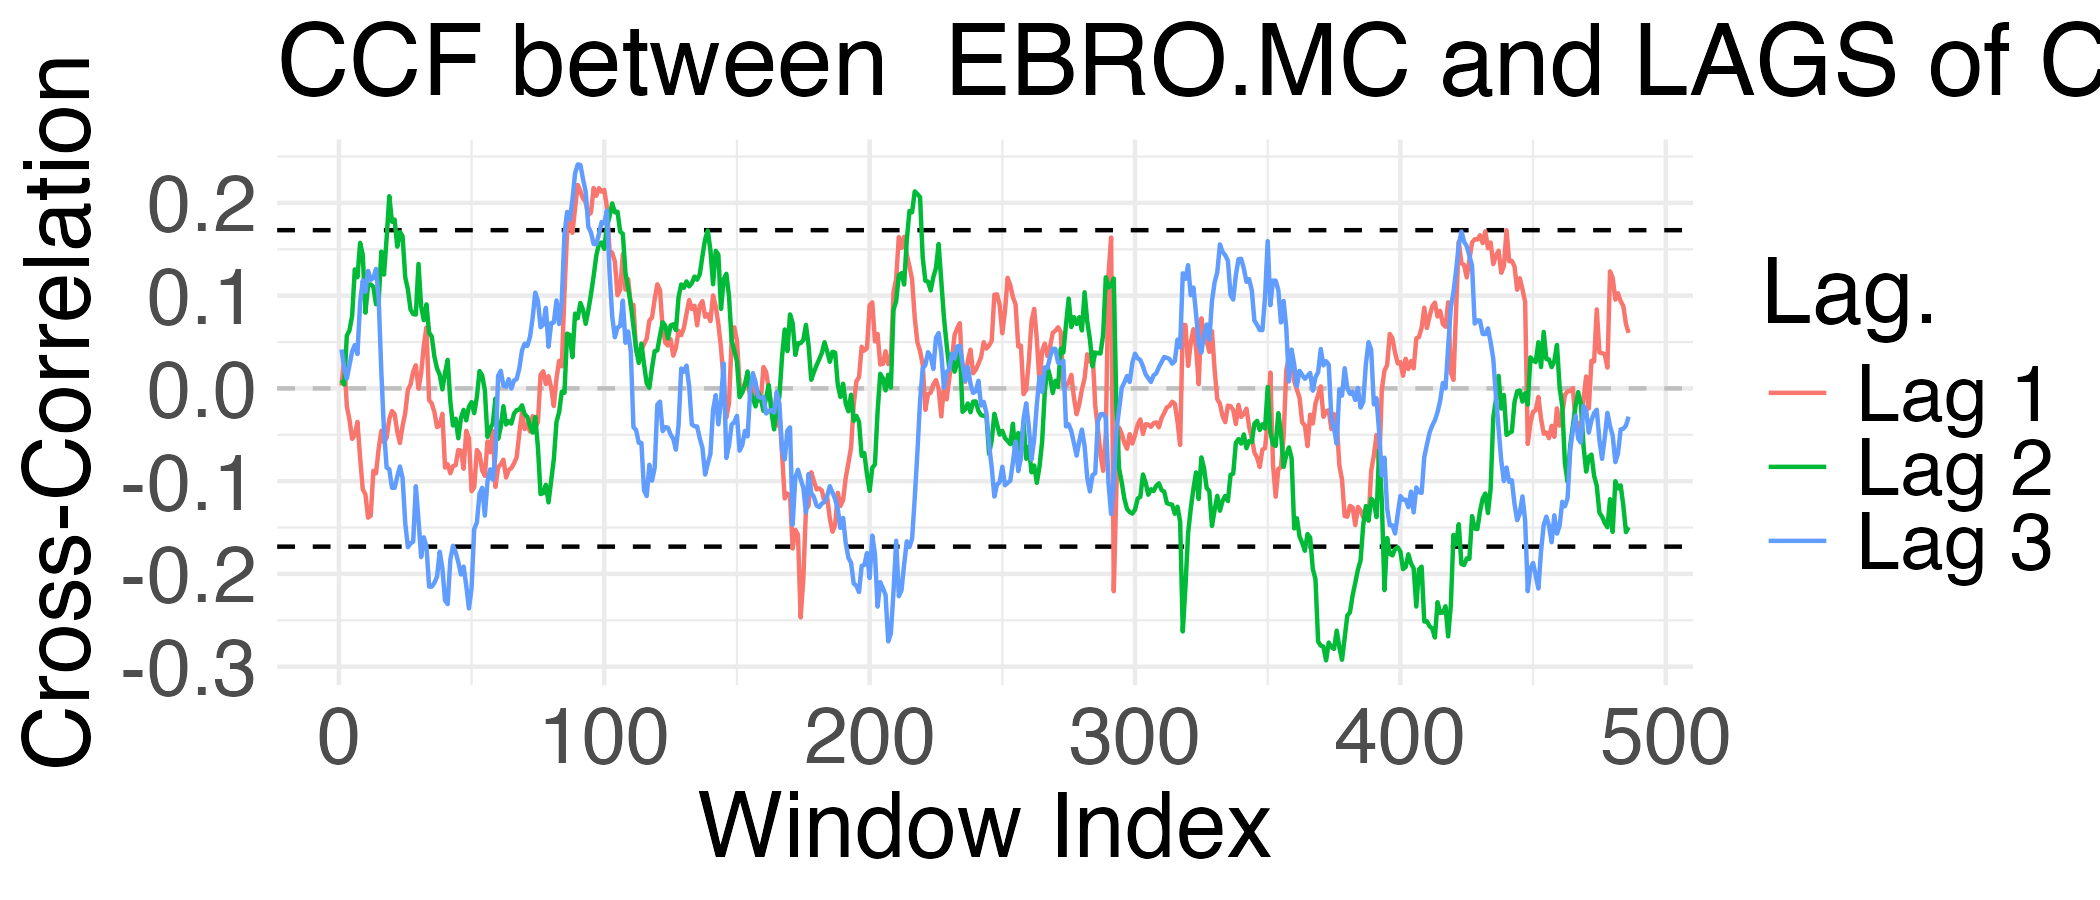 CCF between  EBRO.MC and LAGS of C
Cross-Correlation
0.2
0.1
0.0
-0.1
-0.2
-0.3
0 100 200 300 400 500
Window Index
Lag.
Lag 1
Lag 2
Lag 3